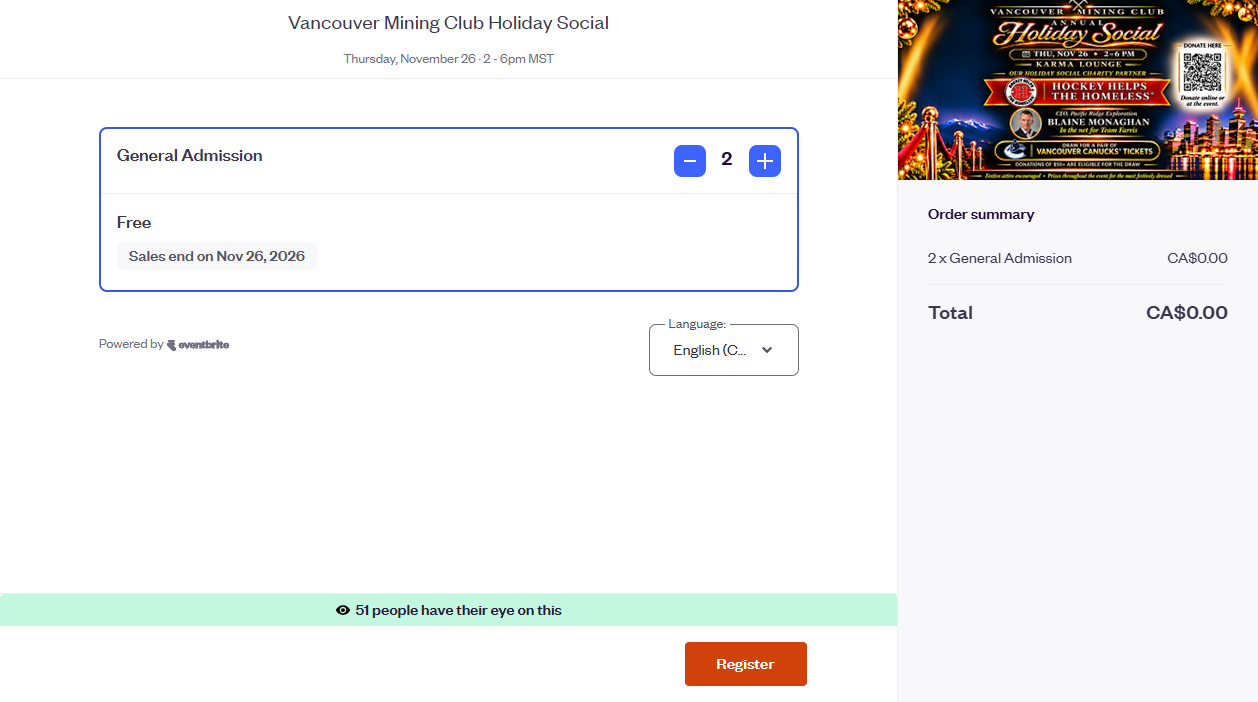 Vancouver Mining Club Holiday Social
Thursday, November 26 · 2 - 6pm MST
General Admission
2
Free
Sales end on Nov 26, 2026
Powered by eventbrite
Language:
English (C...
51 people have their eye on this
Register
VANCOUVER MINING CLUB
ANNUAL
Holiday Social
THU, NOV 26 • 2–6 PM
KARMA LOUNGE
OUR HOLIDAY SOCIAL CHARITY PARTNER
HOCKEY HELPS
THE HOMELESS
CEO, Pacific Ridge Exploration
BLAINE MONAGHAN
In the net for Team Farris
DRAW FOR A PAIR OF
VANCOUVER CANUCKS' TICKETS
DONATIONS OF $50+ ARE ELIGIBLE FOR THE DRAW
Festive attire encouraged • Prizes throughout the event for the most festively dressed
DONATE HERE
Donate online or
at the event.
Order summary
2 x General Admission CA$0.00
Total CA$0.00